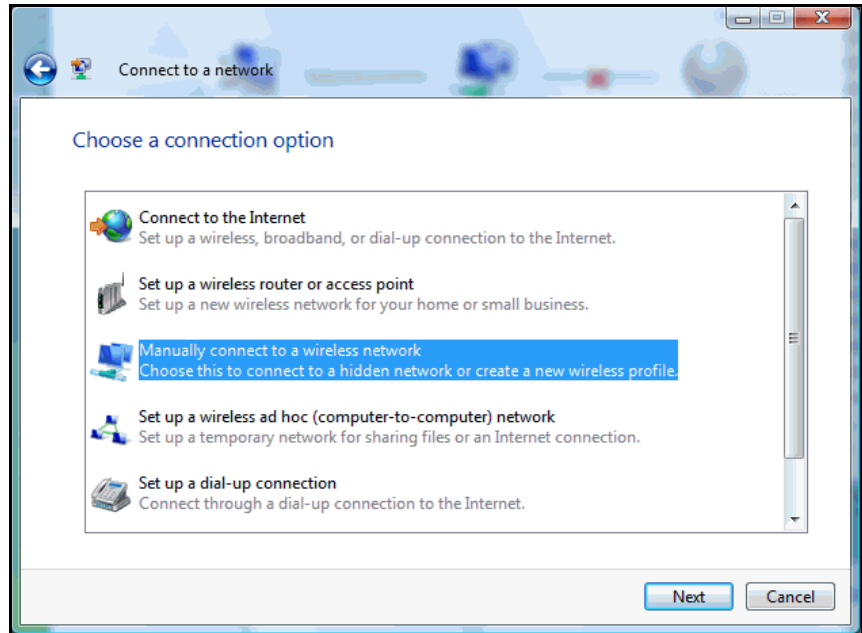 Connect to a network
Choose a connection option
Connect to the Internet
Set up a wireless, broadband, or dial-up connection to the Internet.
Set up a wireless router or access point
Set up a new wireless network for your home or small business.
Manually connect to a wireless network
Choose this to connect to a hidden network or create a new wireless profile.
Set up a wireless ad hoc (computer-to-computer) network
Set up a temporary network for sharing files or an Internet connection.
Set up a dial-up connection
Connect through a dial-up connection to the Internet.
Next Cancel